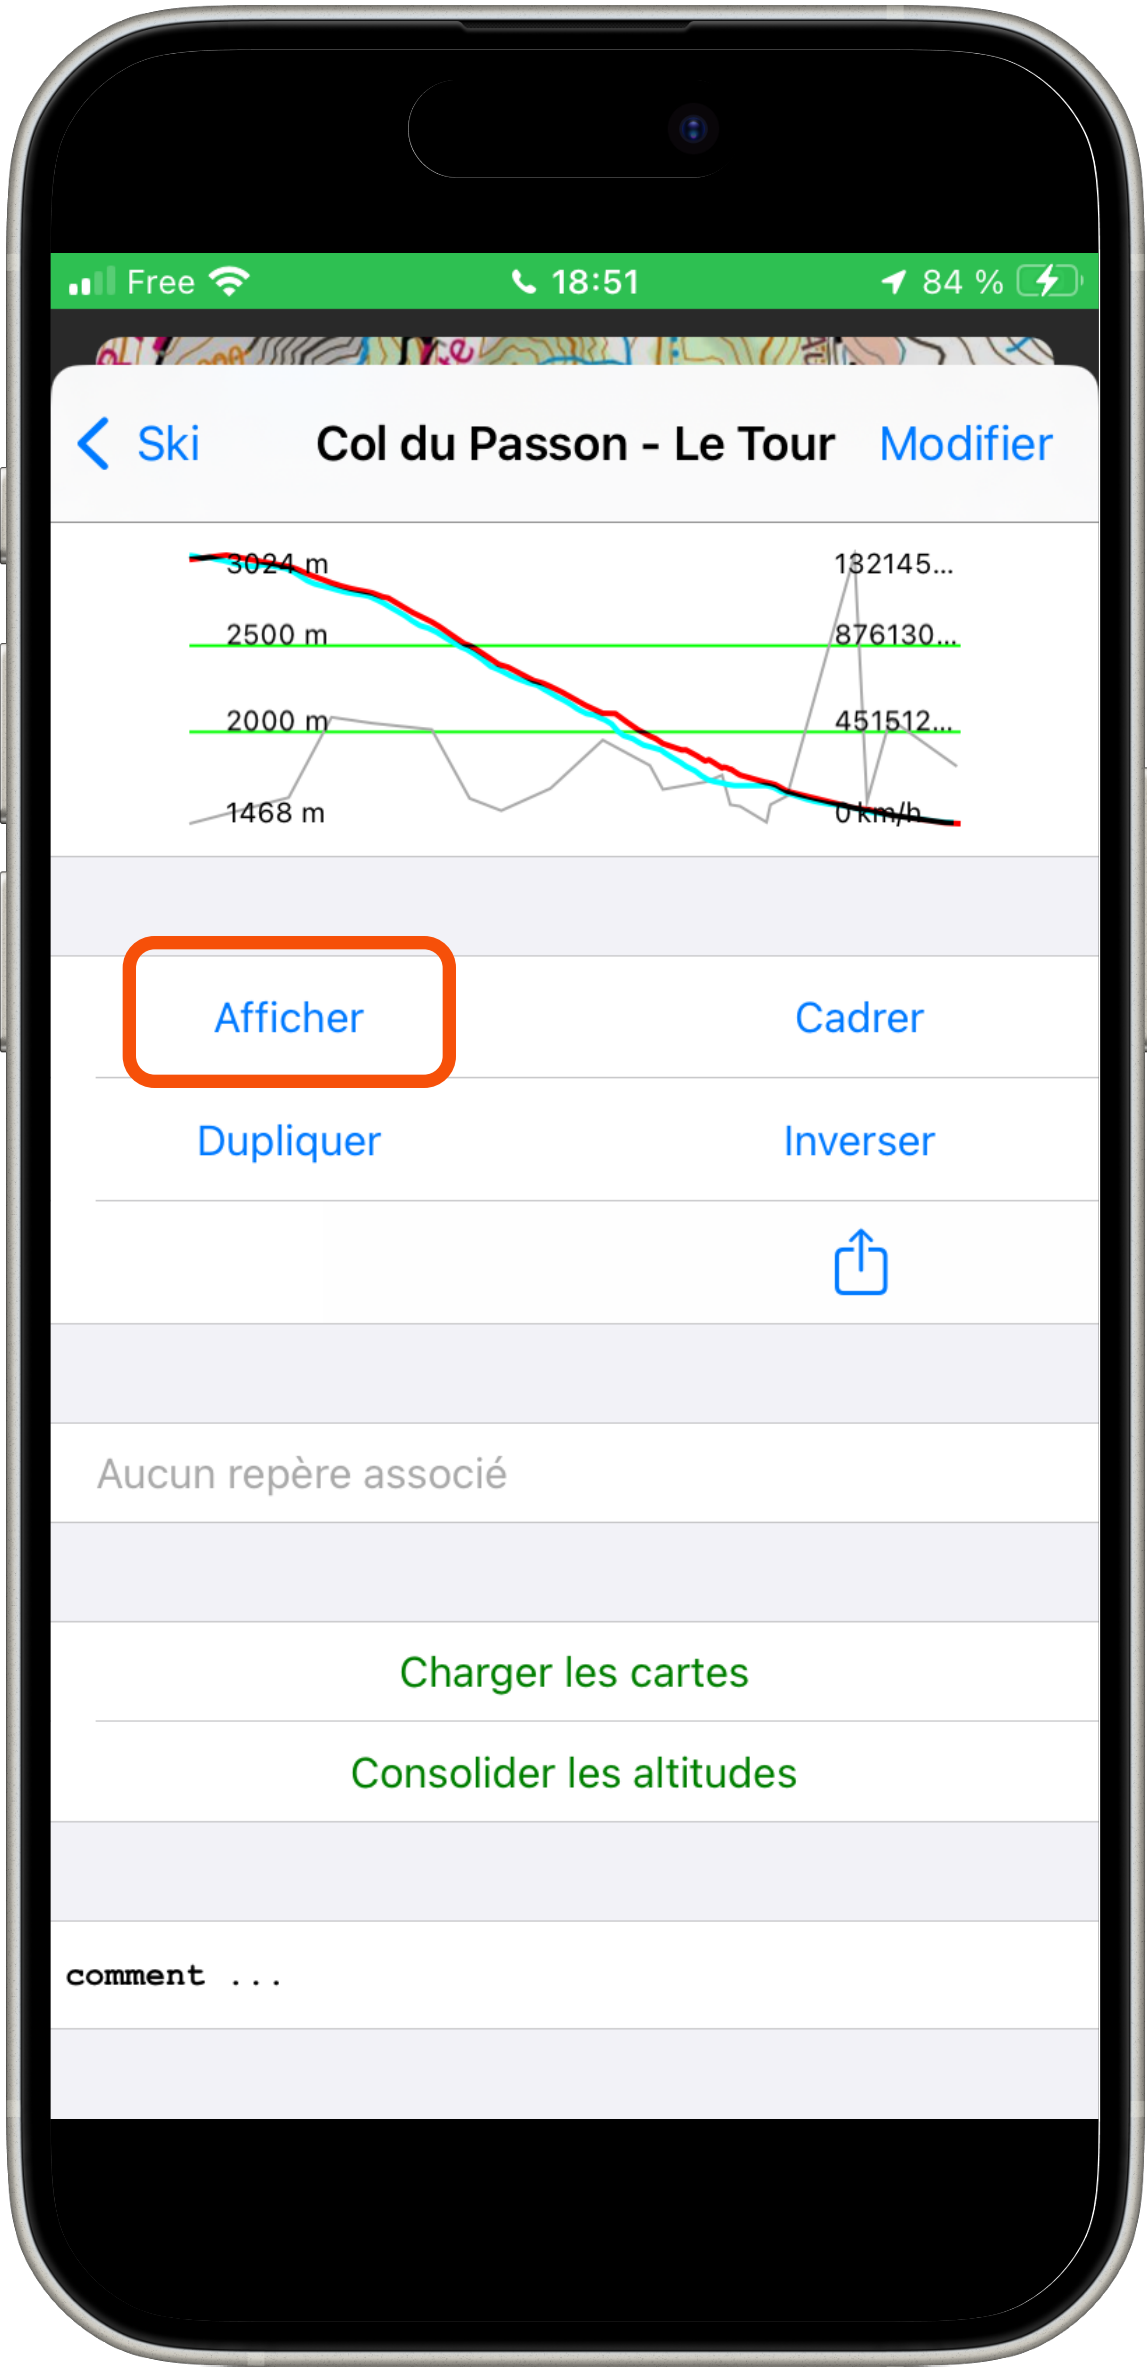 Free 18:51 84 %
Ski Col du Passon - Le Tour Modifier
3024 m 132145...
2500 m 876130...
2000 m 451512...
1468 m 0 km/h
Afficher Cadrer
Dupliquer Inverser
Aucun repère associé
Charger les cartes
Consolider les altitudes
comment ...